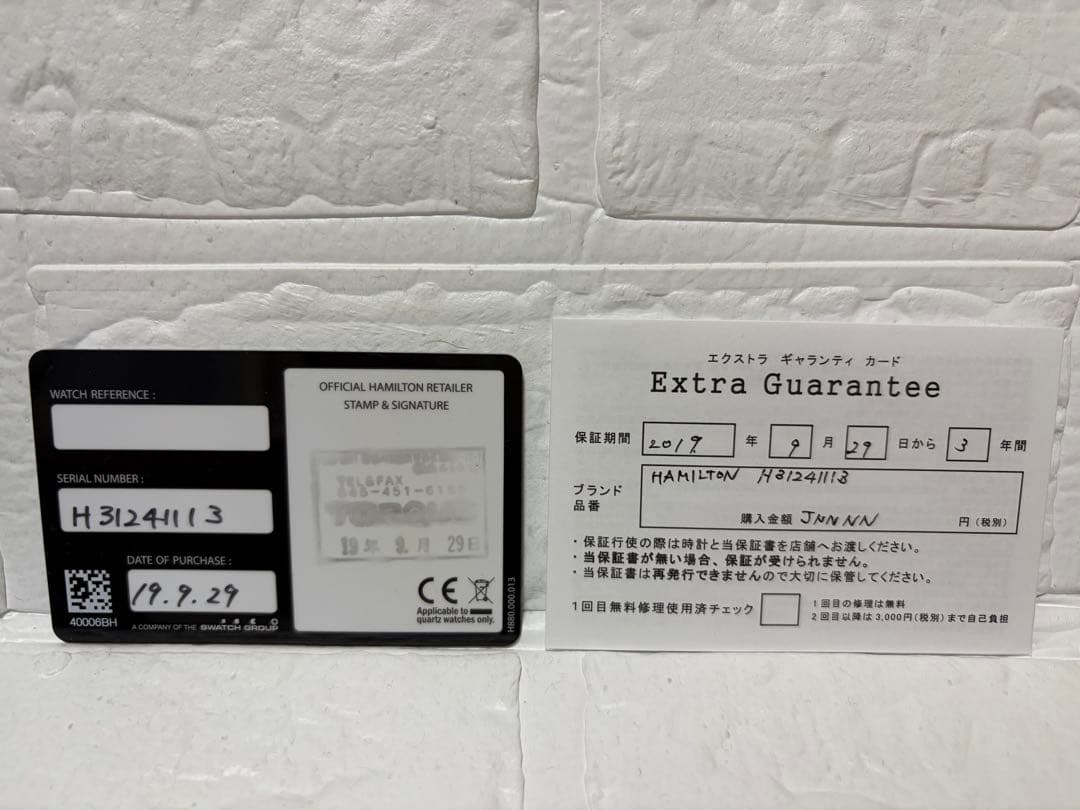 WATCH REFERENCE :
SERIAL NUMBER :
H31241113
DATE OF PURCHASE :
19.9.29
40006BH
A COMPANY OF THE SWATCH GROUP
OFFICIAL HAMILTON RETAILER
STAMP & SIGNATURE
TEL&FAX
19年 9月 29日
CE
Applicable to
quartz watches only.
H880.000.013
エクストラ ギャランティ カード
Extra Guarantee
保証期間 2019 年 9 月 29 日から 3 年間
ブランド
品番
HAMILTON H31241113
購入金額 JNNNN 円(税別)
・保証行使の際は時計と当保証書を店舗へお渡しください。
・当保証書が無い場合、保証が受けられません。
・当保証書は再発行できませんので大切に保管してください。
1回目無料修理使用済チェック
1回目の修理は無料
2回目以降は3,000円(税別)まで自己負担